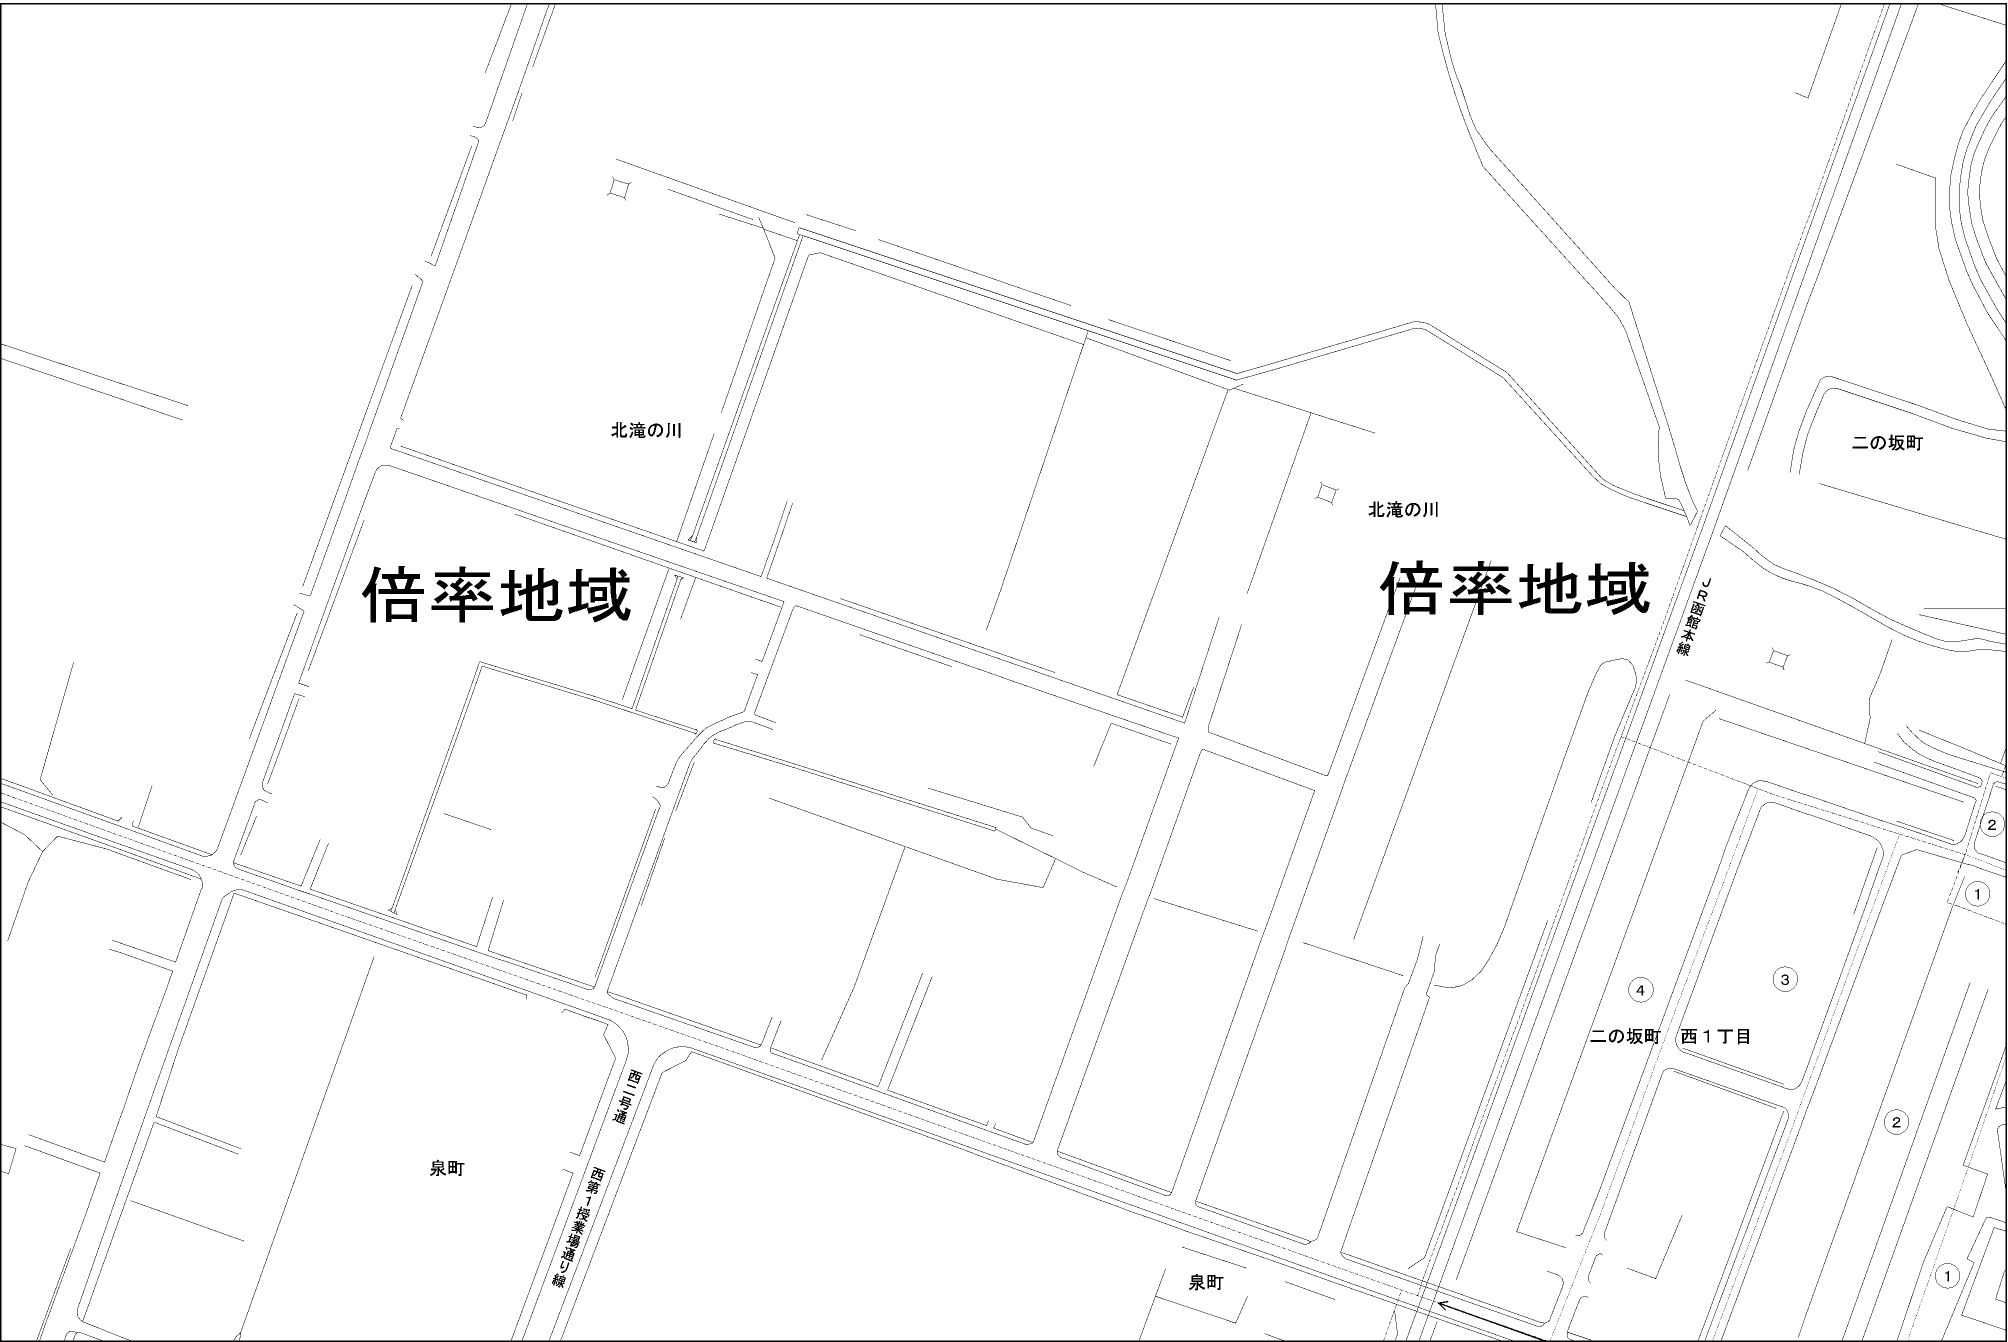 北滝の川
二の坂町
北滝の川
倍率地域
倍率地域
JR函館本線
②
①
③
④
二の坂町 西1丁目
西二号通
②
泉町
西第1授業場通り線
泉町
①